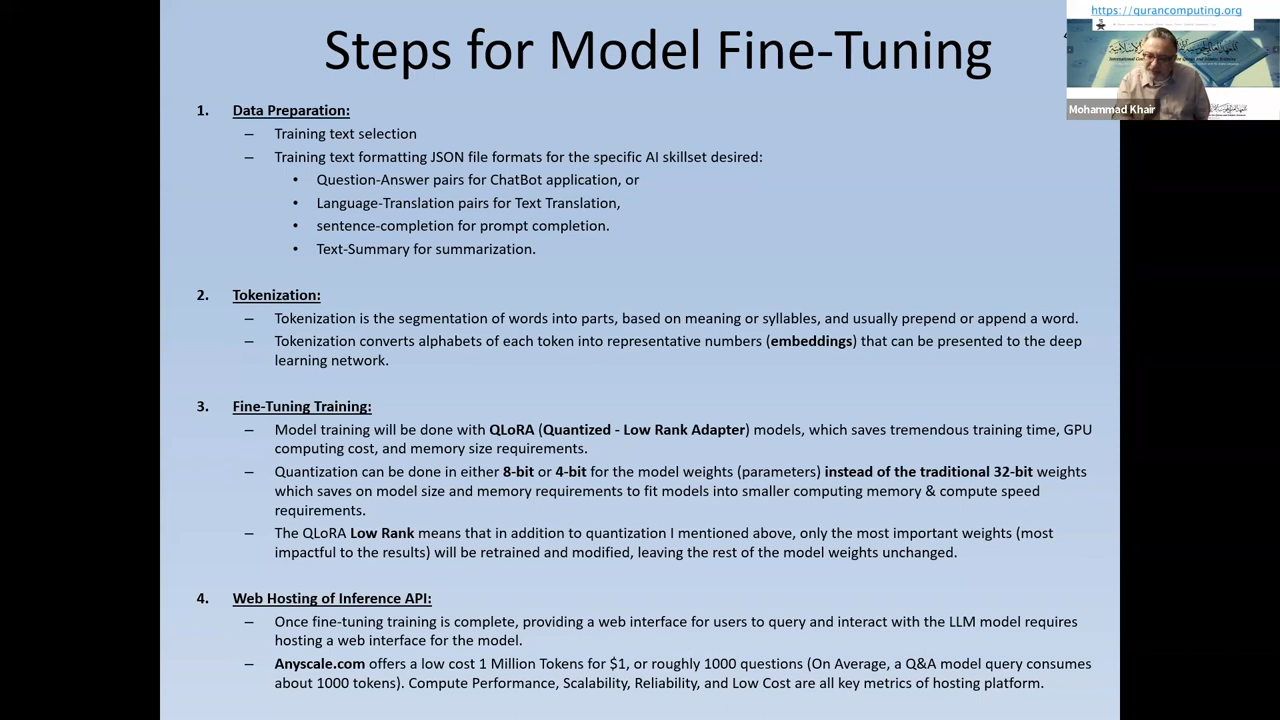 https://qurancomputing.org
Steps for Model Fine-Tuning
Mohammad Khair
1. Data Preparation:
– Training text selection
– Training text formatting JSON file formats for the specific AI skillset desired:
• Question-Answer pairs for ChatBot application, or
• Language-Translation pairs for Text Translation,
• sentence-completion for prompt completion.
• Text-Summary for summarization.
2. Tokenization:
– Tokenization is the segmentation of words into parts, based on meaning or syllables, and usually prepend or append a word.
– Tokenization converts alphabets of each token into representative numbers (embeddings) that can be presented to the deep
learning network.
3. Fine-Tuning Training:
– Model training will be done with QLoRA (Quantized - Low Rank Adapter) models, which saves tremendous training time, GPU
computing cost, and memory size requirements.
– Quantization can be done in either 8-bit or 4-bit for the model weights (parameters) instead of the traditional 32-bit weights
which saves on model size and memory requirements to fit models into smaller computing memory & compute speed
requirements.
– The QLoRA Low Rank means that in addition to quantization I mentioned above, only the most important weights (most
impactful to the results) will be retrained and modified, leaving the rest of the model weights unchanged.
4. Web Hosting of Inference API:
– Once fine-tuning training is complete, providing a web interface for users to query and interact with the LLM model requires
hosting a web interface for the model.
– Anyscale.com offers a low cost 1 Million Tokens for $1, or roughly 1000 questions (On Average, a Q&A model query consumes
about 1000 tokens). Compute Performance, Scalability, Reliability, and Low Cost are all key metrics of hosting platform.